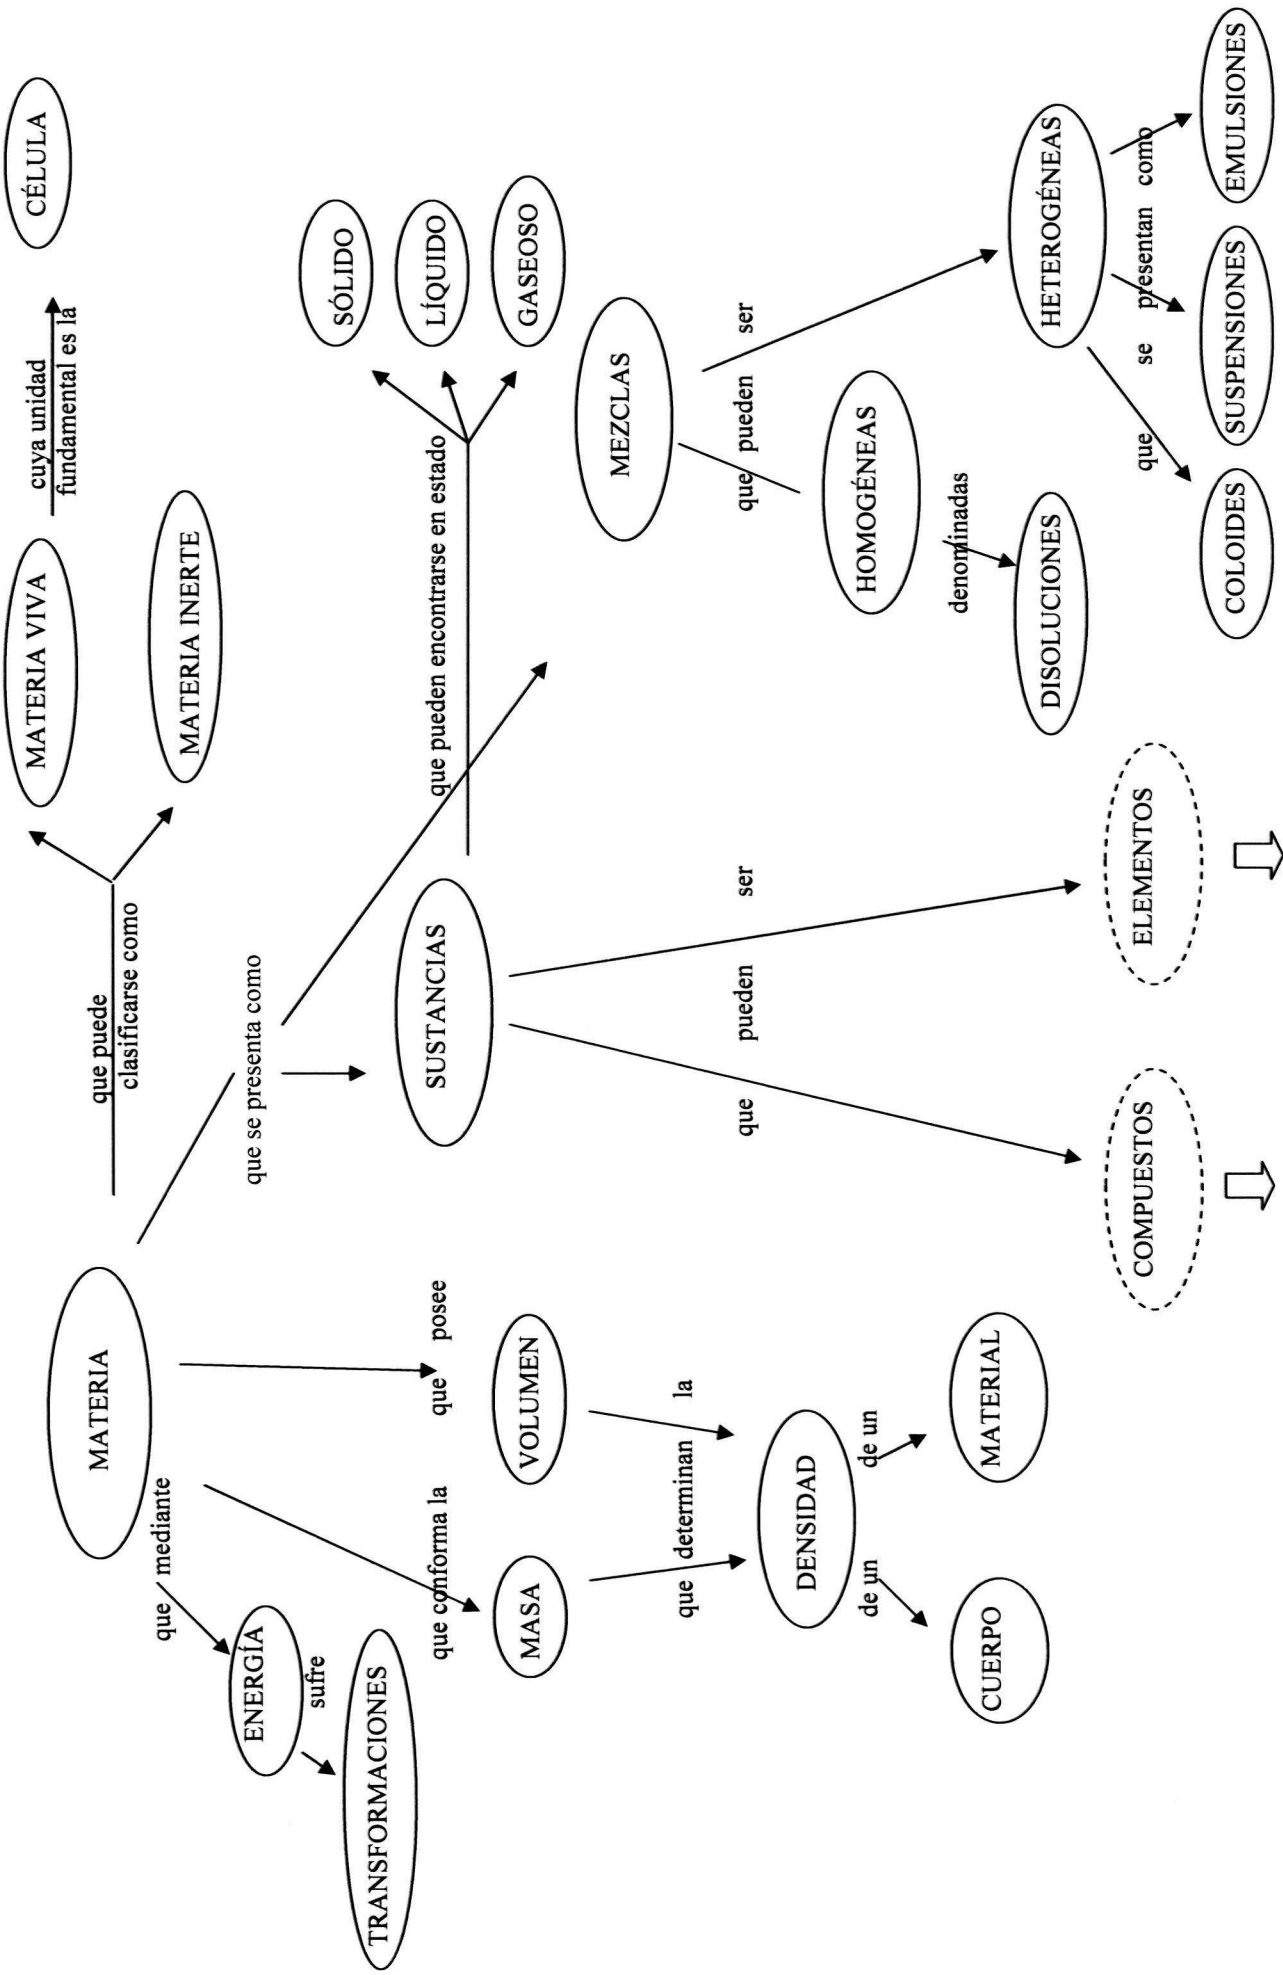 MATERIA
que puede
clasificarse como
MATERIA VIVA
cuya unidad
fundamental es la
CÉLULA
MATERIA INERTE
que mediante
ENERGÍA
sufre
TRANSFORMACIONES
que se presenta como
SUSTANCIAS
que pueden encontrarse en estado
SÓLIDO
LÍQUIDO
GASEOSO
que conforma la
que posee
MASA
VOLUMEN
que determinan la
DENSIDAD
de un
de un
CUERPO
MATERIAL
que pueden ser
COMPUESTOS
ELEMENTOS
MEZCLAS
que pueden ser
HOMOGÉNEAS
denominadas
DISOLUCIONES
HETEROGÉNEAS
que se presentan como
COLOIDES
SUSPENSIONES
EMULSIONES